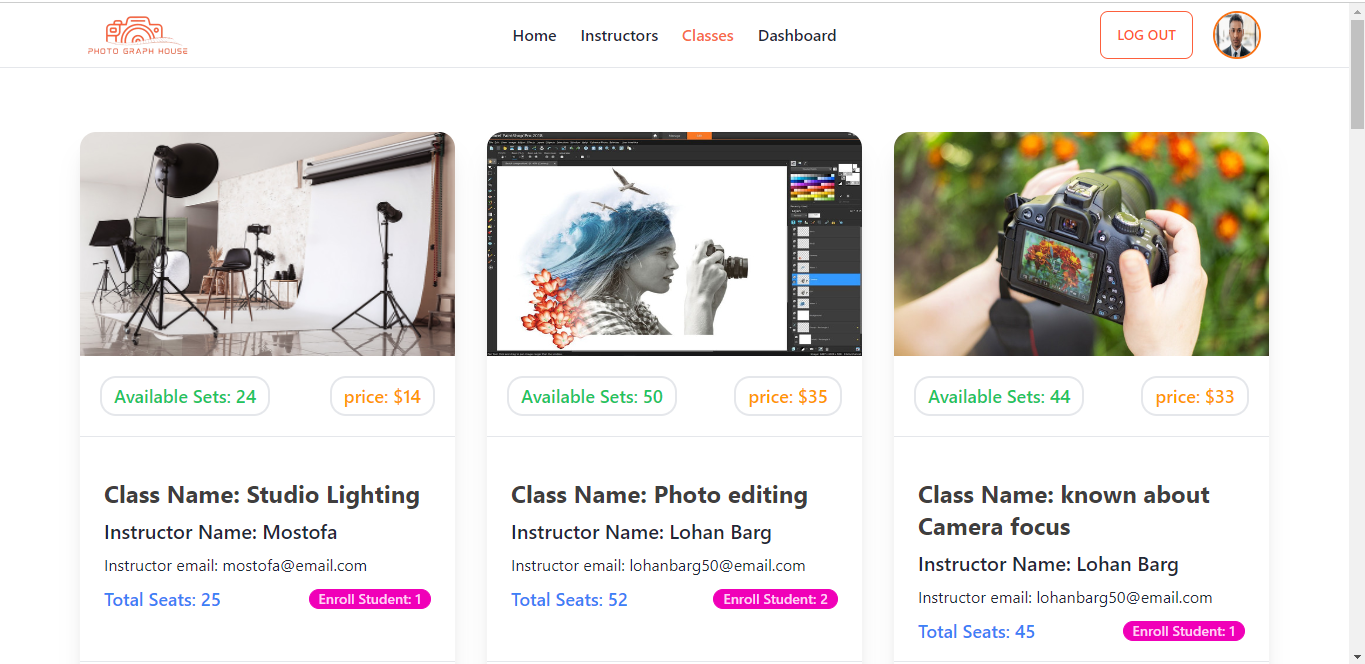 PHOTO GRAPH HOUSE
Home
Instructors
Classes
Dashboard
LOG OUT
Available Sets: 24
price: $14
Class Name: Studio Lighting
Instructor Name: Mostofa
Instructor email: mostofa@email.com
Total Seats: 25
Enroll Student: 1
Available Sets: 50
price: $35
Class Name: Photo editing
Instructor Name: Lohan Barg
Instructor email: lohanbarg50@email.com
Total Seats: 52
Enroll Student: 2
Available Sets: 44
price: $33
Class Name: known about
Camera focus
Instructor Name: Lohan Barg
Instructor email: lohanbarg50@email.com
Total Seats: 45
Enroll Student: 1